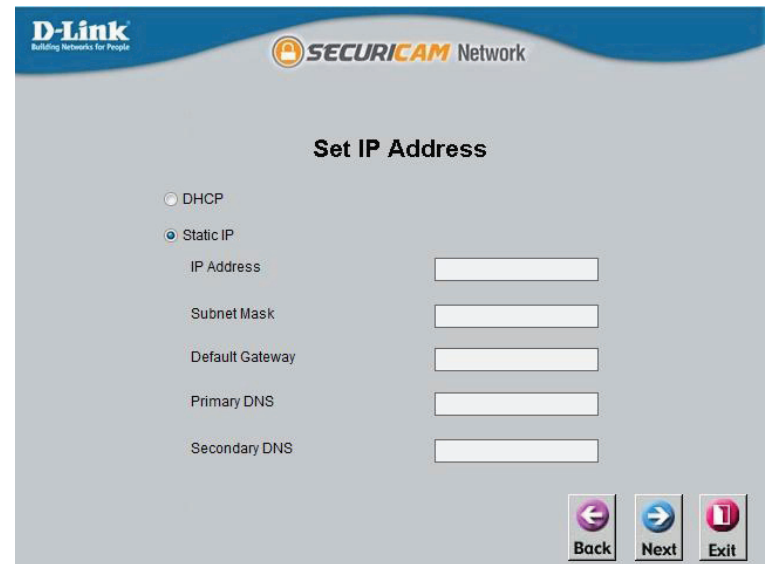 D-Link
Building Networks for People
SECURICAM Network
Set IP Address
DHCP
Static IP
IP Address
Subnet Mask
Default Gateway
Primary DNS
Secondary DNS
Back Next Exit